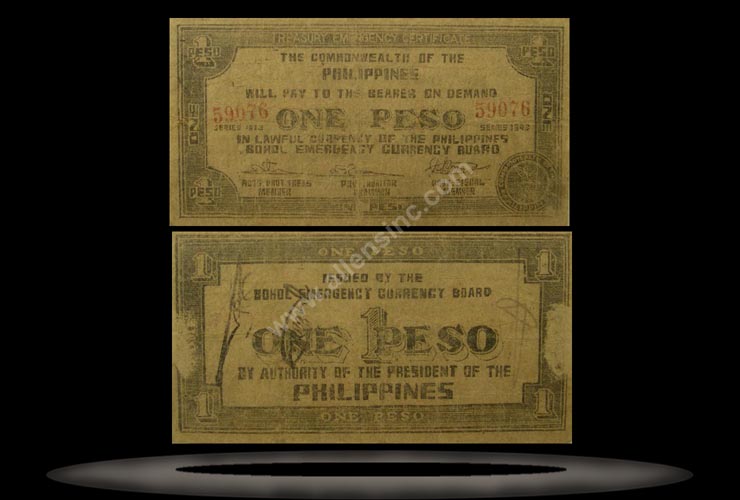 TREASURY EMERGENCY CERTIFICATE
1 PESO 1 PESO
THE COMMONWEALTH OF THE
PHILIPPINES
WILL PAY TO THE BEARER ON DEMAND
59076 ONE PESO 59076
SERIES 1943 SERIES 1943
IN LAWFUL CURRENCY OF THE PHILIPPINES
BOHOL EMERGENCY CURRENCY BOARD
MEMBER
1 PESO PESO
www.allensinc.com
1 ONE PESO 1
ISSUED BY THE
BOHOL EMERGENCY CURRENCY BOARD
ONE 1 PESO
BY AUTHORITY OF THE PRESIDENT OF THE
PHILIPPINES
1 ONE PESO 1